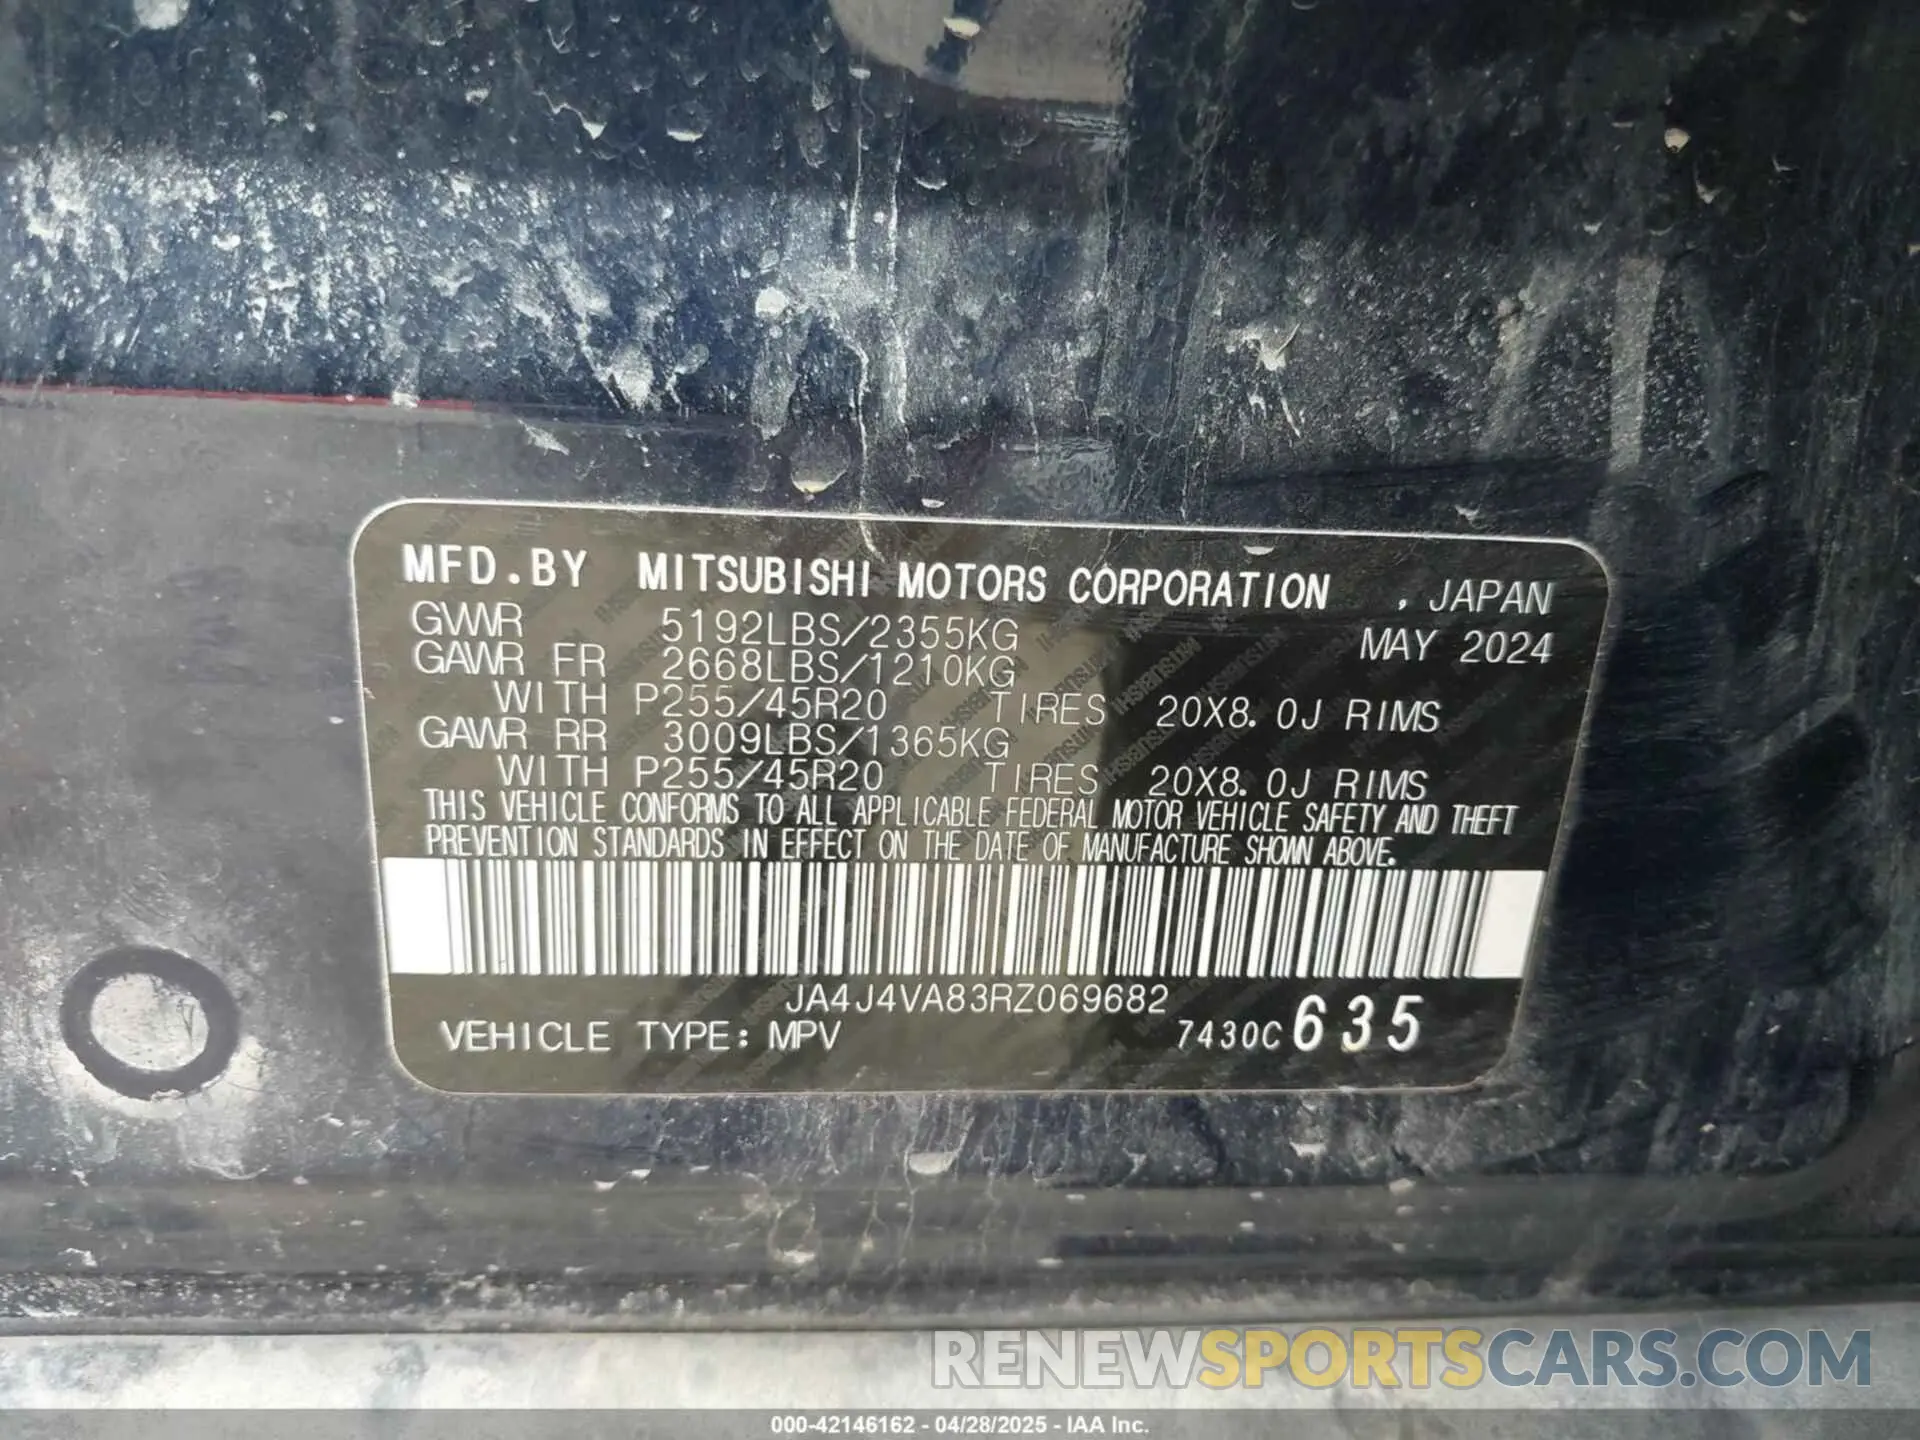 MFD.BY MITSUBISHI MOTORS CORPORATION , JAPAN
GVWR 5192LBS/2355KG MAY 2024
GAWR FR 2668LBS/1210KG
WITH P255/45R20 TIRES 20X8.0J RIMS
GAWR RR 3009LBS/1365KG
WITH P255/45R20 TIRES 20X8.0J RIMS
THIS VEHICLE CONFORMS TO ALL APPLICABLE FEDERAL MOTOR VEHICLE SAFETY AND THEFT
PREVENTION STANDARDS IN EFFECT ON THE DATE OF MANUFACTURE SHOWN ABOVE.
JA4J4VA83RZ069682
VEHICLE TYPE: MPV 7430C 635
RENEWSPORTSCARS.COM
000-42146162 - 04/28/2025 - IAA Inc.